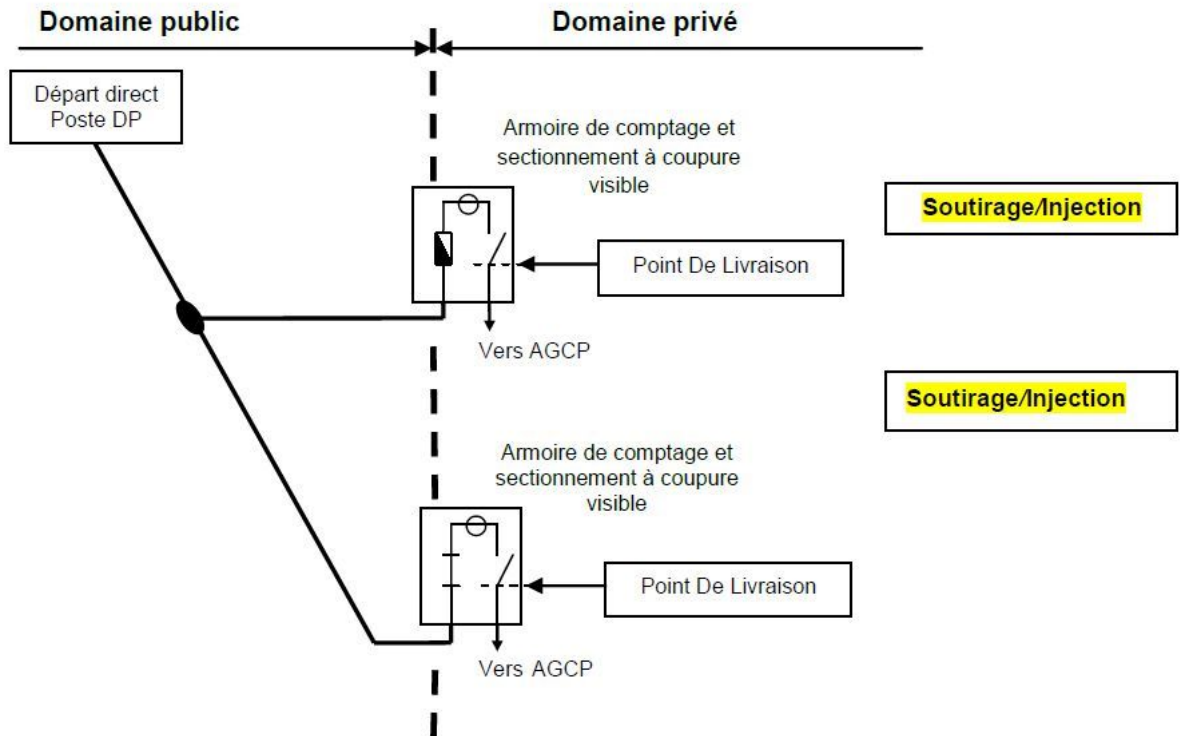 Domaine public
Domaine privé
Départ direct
Poste DP
Armoire de comptage et
sectionnement à coupure
visible
Soutirage/Injection
Point De Livraison
Vers AGCP
Soutirage/Injection
Armoire de comptage et
sectionnement à coupure
visible
Point De Livraison
Vers AGCP